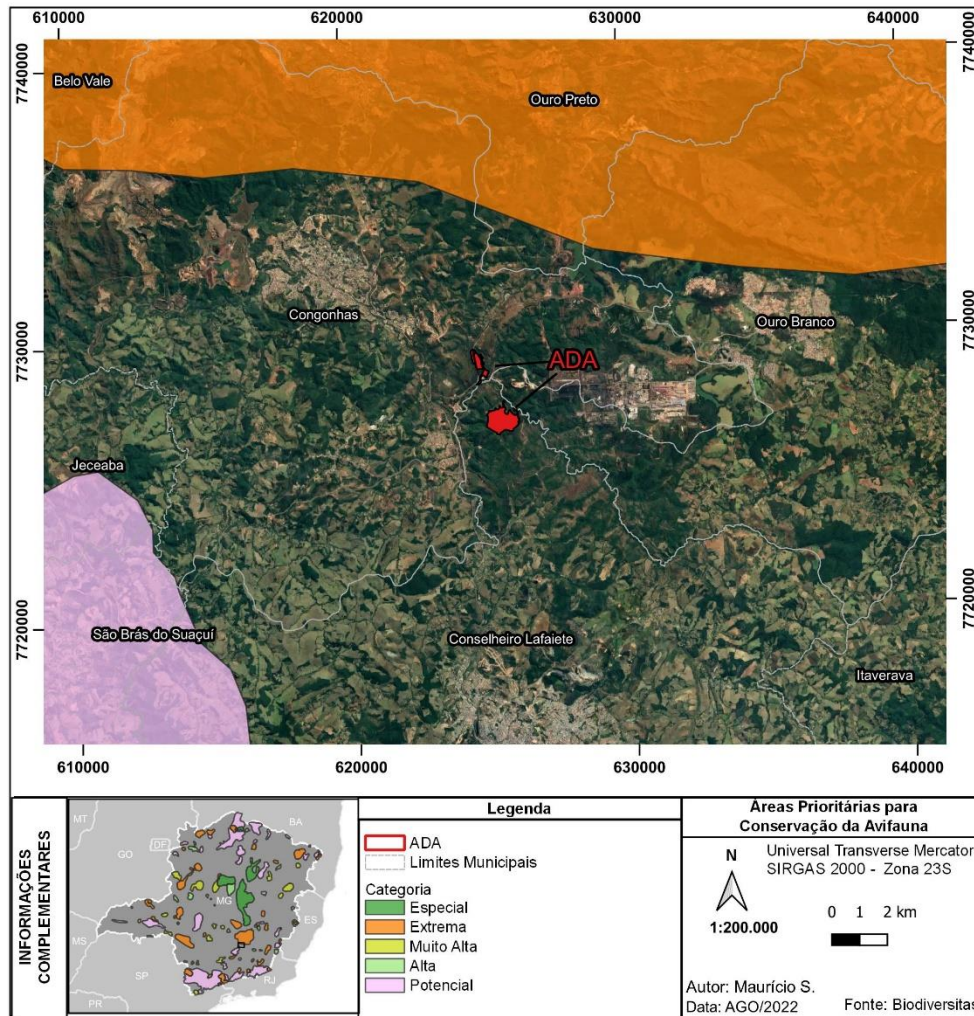 610000
620000
630000
640000
7740000
7740000
Belo Vale
Ouro Preto
Congonhas
Ouro Branco
7730000
7730000
ADA
Jeceaba
7720000
7720000
São Brás do Suaçuí
Conselheiro Lafaiete
Itaverava
610000
620000
630000
640000
INFORMAÇÕES
COMPLEMENTARES
MT
BA
GO
DF
MG
ES
MS
SP
RJ
PR
Legenda
ADA
Limites Municipais
Categoria
Especial
Extrema
Muito Alta
Alta
Potencial
Áreas Prioritárias para
Conservação da Avifauna
N
Universal Transverse Mercator
SIRGAS 2000 - Zona 23S
1:200.000
0 1 2 km
Autor: Maurício S.
Data: AGO/2022
Fonte: Biodiversitas